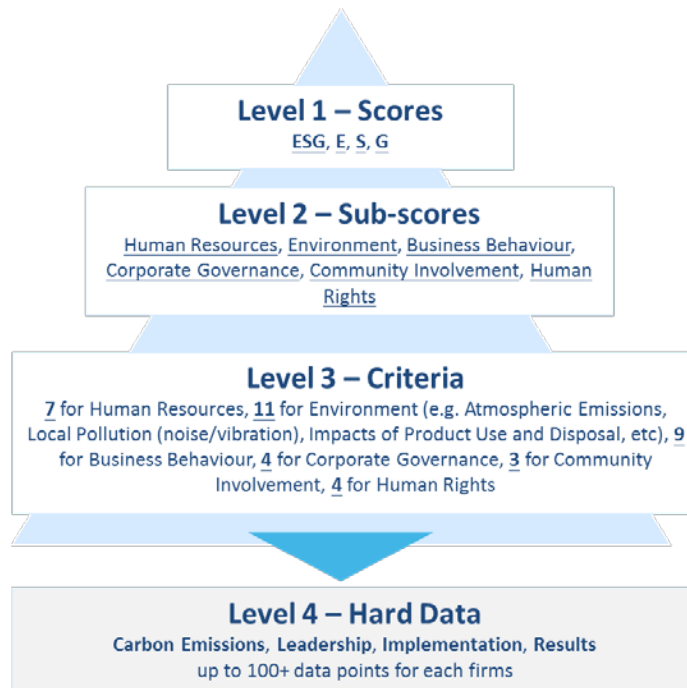 Level 1 – Scores
ESG, E, S, G
Level 2 – Sub-scores
Human Resources, Environment, Business Behaviour,
Corporate Governance, Community Involvement, Human
Rights
Level 3 – Criteria
7 for Human Resources, 11 for Environment (e.g. Atmospheric Emissions,
Local Pollution (noise/vibration), Impacts of Product Use and Disposal, etc), 9
for Business Behaviour, 4 for Corporate Governance, 3 for Community
Involvement, 4 for Human Rights
Level 4 – Hard Data
Carbon Emissions, Leadership, Implementation, Results
up to 100+ data points for each firms